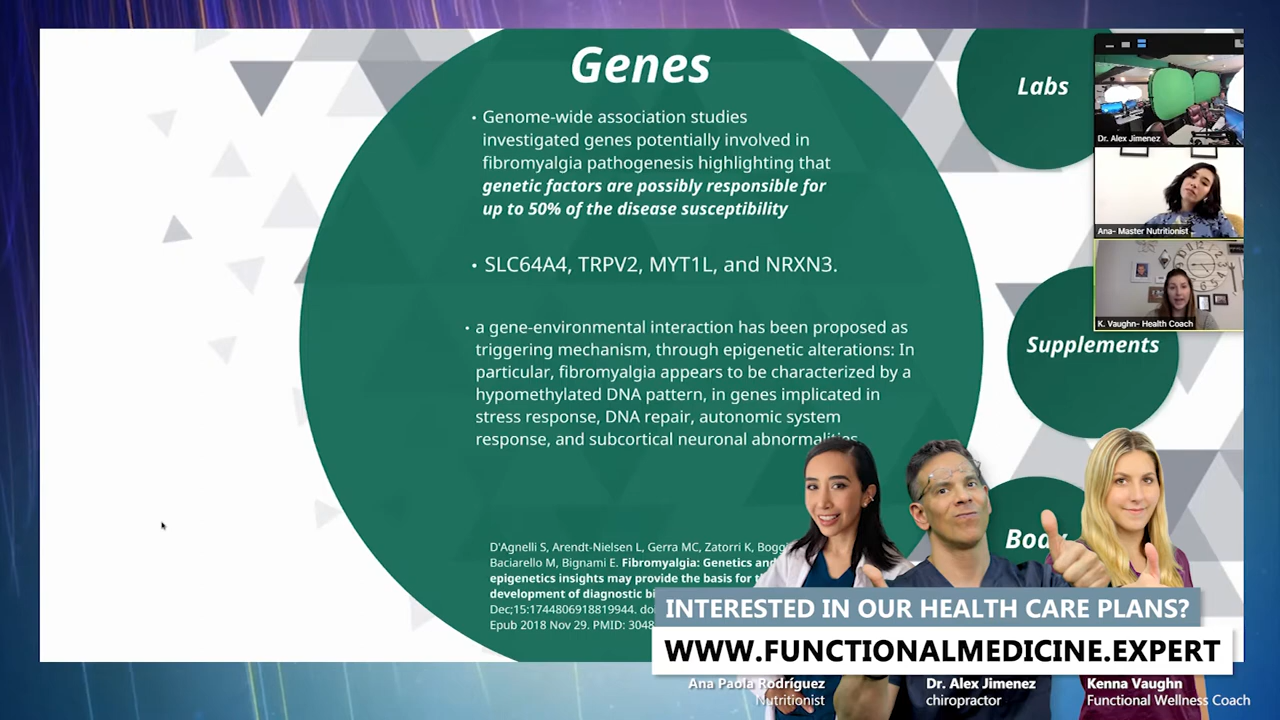 Genes
• Genome-wide association studies
investigated genes potentially involved in
fibromyalgia pathogenesis highlighting that
genetic factors are possibly responsible for
up to 50% of the disease susceptibility
• SLC64A4, TRPV2, MYT1L, and NRXN3.
• a gene-environmental interaction has been proposed as
triggering mechanism, through epigenetic alterations: In
particular, fibromyalgia appears to be characterized by a
hypomethylated DNA pattern, in genes implicated in
stress response, DNA repair, autonomic system
response, and subcortical neuronal abnormalities.
D'Agnelli S, Arendt-Nielsen L, Gerra MC, Zatorri K,
Baciarello M, Bignami E. Fibromyalgia: Genetics and
epigenetics insights may provide the basis for
development of diagnostic
Dec;15:1744806918819944.
Epub 2018 Nov 29. PMID:
Labs
Dr. Alex Jimenez
Ana- Master Nutritionist
K. Vaughn- Health Coach
Supplements
Body
INTERESTED IN OUR HEALTH CARE PLANS?
WWW.FUNCTIONALMEDICINE.EXPERT
Ana Paola Rodríguez
Nutritionist
Dr. Alex Jimenez
chiropractor
Kenna Vaughn
Functional Wellness Coach